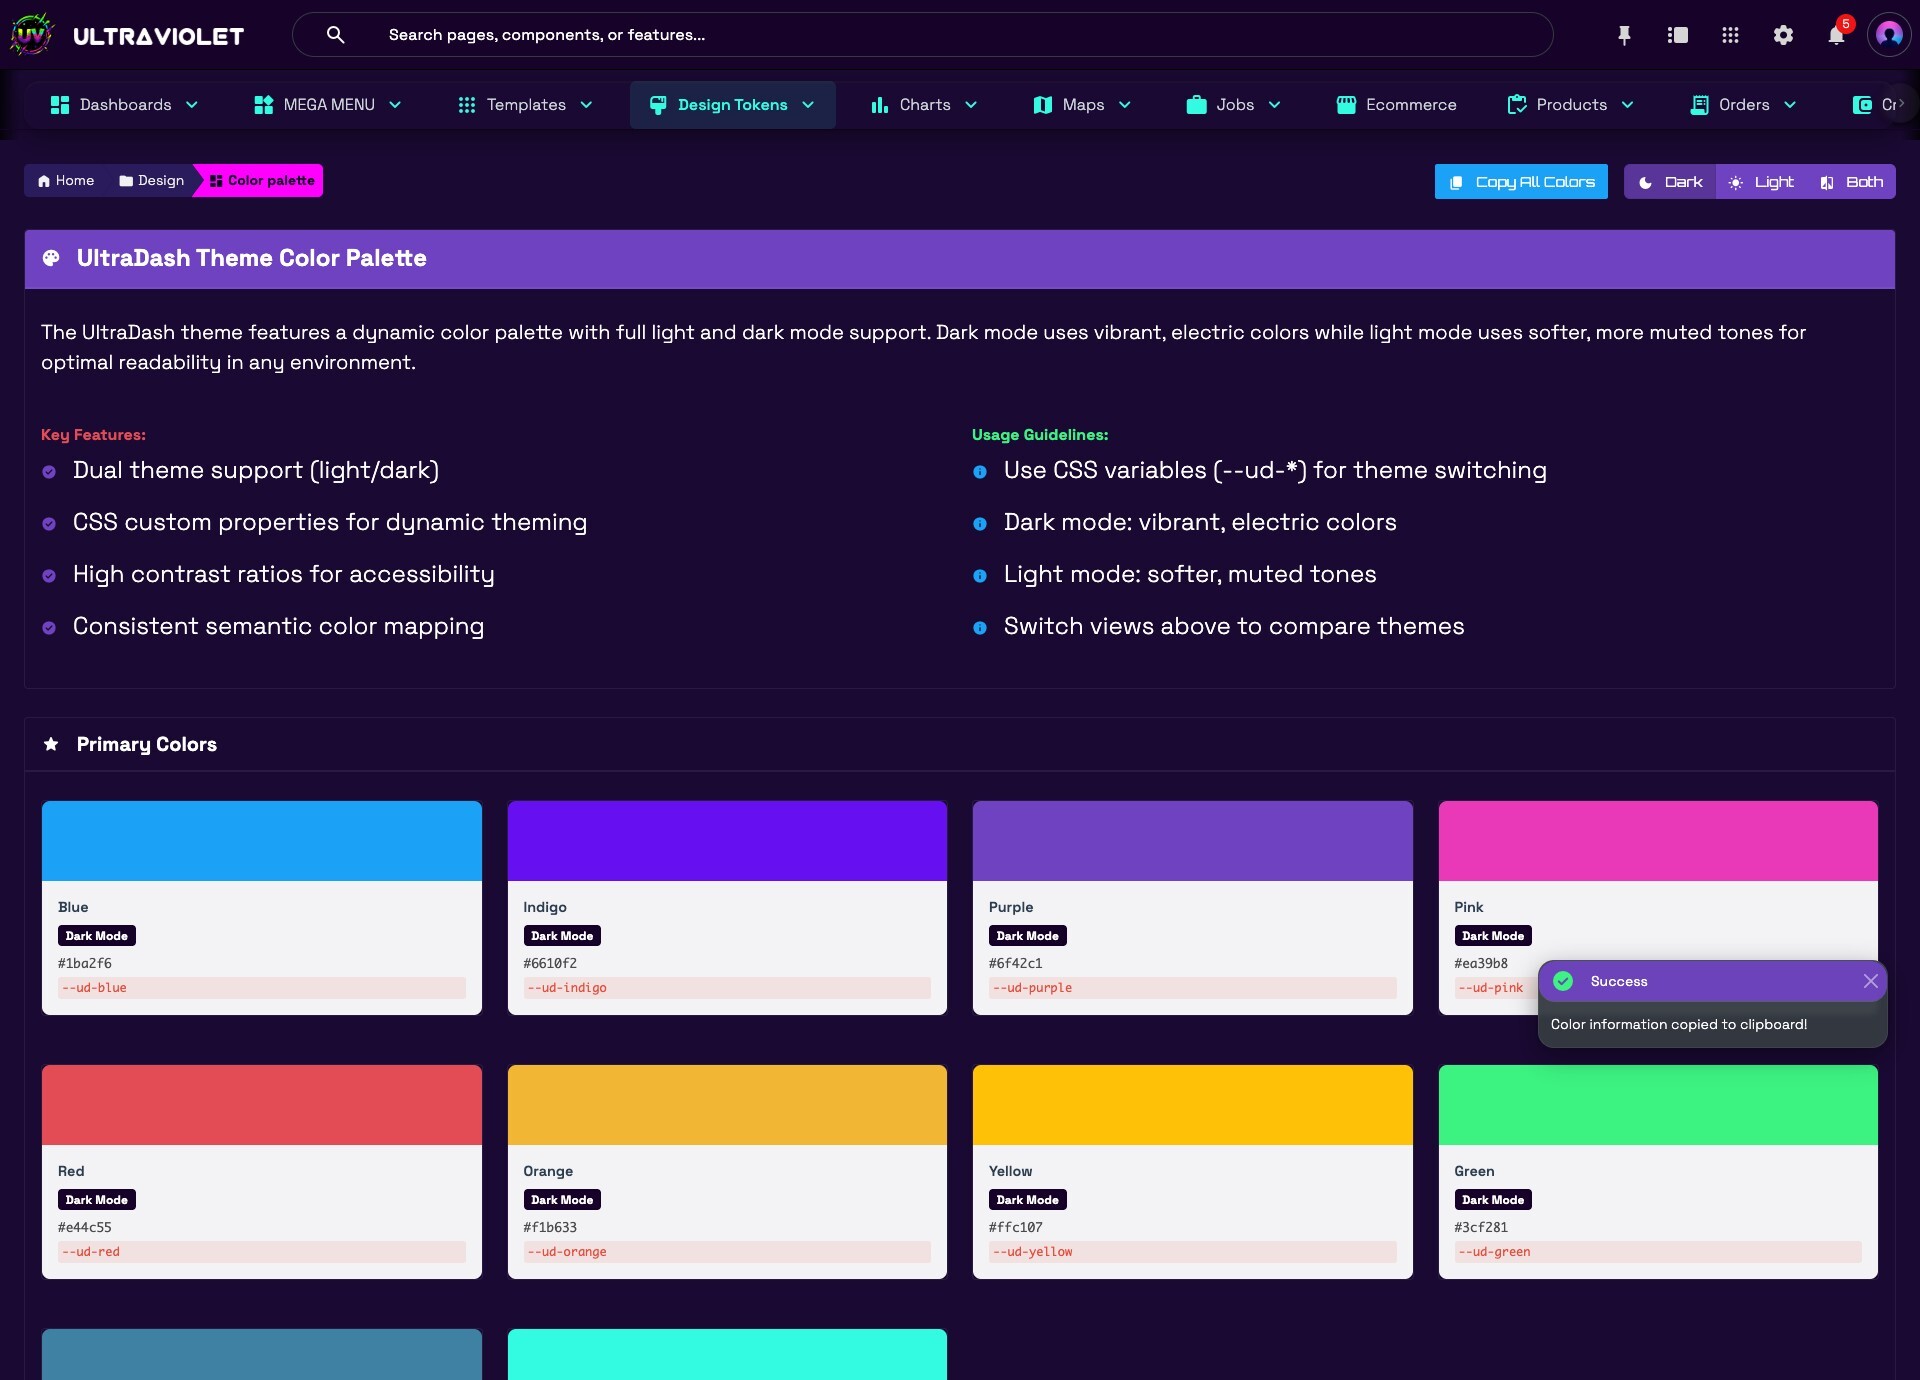 UV ULTRAVIOLET
Search pages, components, or features...
5
Dashboards
MEGA MENU
Templates
Design Tokens
Charts
Maps
Jobs
Ecommerce
Products
Orders
Home
Design
Color palette
Copy All Colors
Dark
Light
Both
UltraDash Theme Color Palette
The UltraDash theme features a dynamic color palette with full light and dark mode support. Dark mode uses vibrant, electric colors while light mode uses softer, more muted tones for
optimal readability in any environment.
Key Features:
Dual theme support (light/dark)
CSS custom properties for dynamic theming
High contrast ratios for accessibility
Consistent semantic color mapping
Usage Guidelines:
Use CSS variables (--ud-*) for theme switching
Dark mode: vibrant, electric colors
Light mode: softer, muted tones
Switch views above to compare themes
Primary Colors
Blue
Dark Mode
#1ba2f6
--ud-blue
Indigo
Dark Mode
#6610f2
--ud-indigo
Purple
Dark Mode
#6f42c1
--ud-purple
Pink
Dark Mode
#ea39b8
--ud-pink
Success
Color information copied to clipboard!
Red
Dark Mode
#e44c55
--ud-red
Orange
Dark Mode
#f1b633
--ud-orange
Yellow
Dark Mode
#ffc107
--ud-yellow
Green
Dark Mode
#3cf281
--ud-green